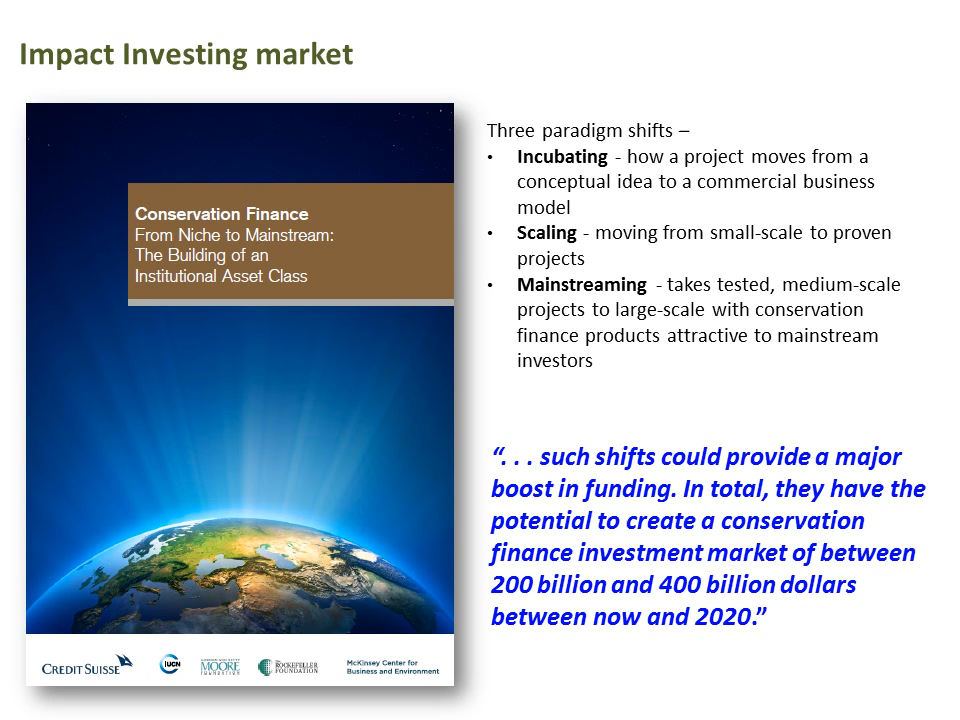 Impact Investing market
Conservation Finance
From Niche to Mainstream:
The Building of an
Institutional Asset Class
CREDIT SUISSE
IUCN
GORDON AND BETTY
MOORE
FOUNDATION
THE
ROCKEFELLER
FOUNDATION
McKinsey Center for
Business and Environment
Three paradigm shifts –
• Incubating - how a project moves from a
conceptual idea to a commercial business
model
• Scaling - moving from small-scale to proven
projects
• Mainstreaming - takes tested, medium-scale
projects to large-scale with conservation
finance products attractive to mainstream
investors
“. . . such shifts could provide a major
boost in funding. In total, they have the
potential to create a conservation
finance investment market of between
200 billion and 400 billion dollars
between now and 2020.”